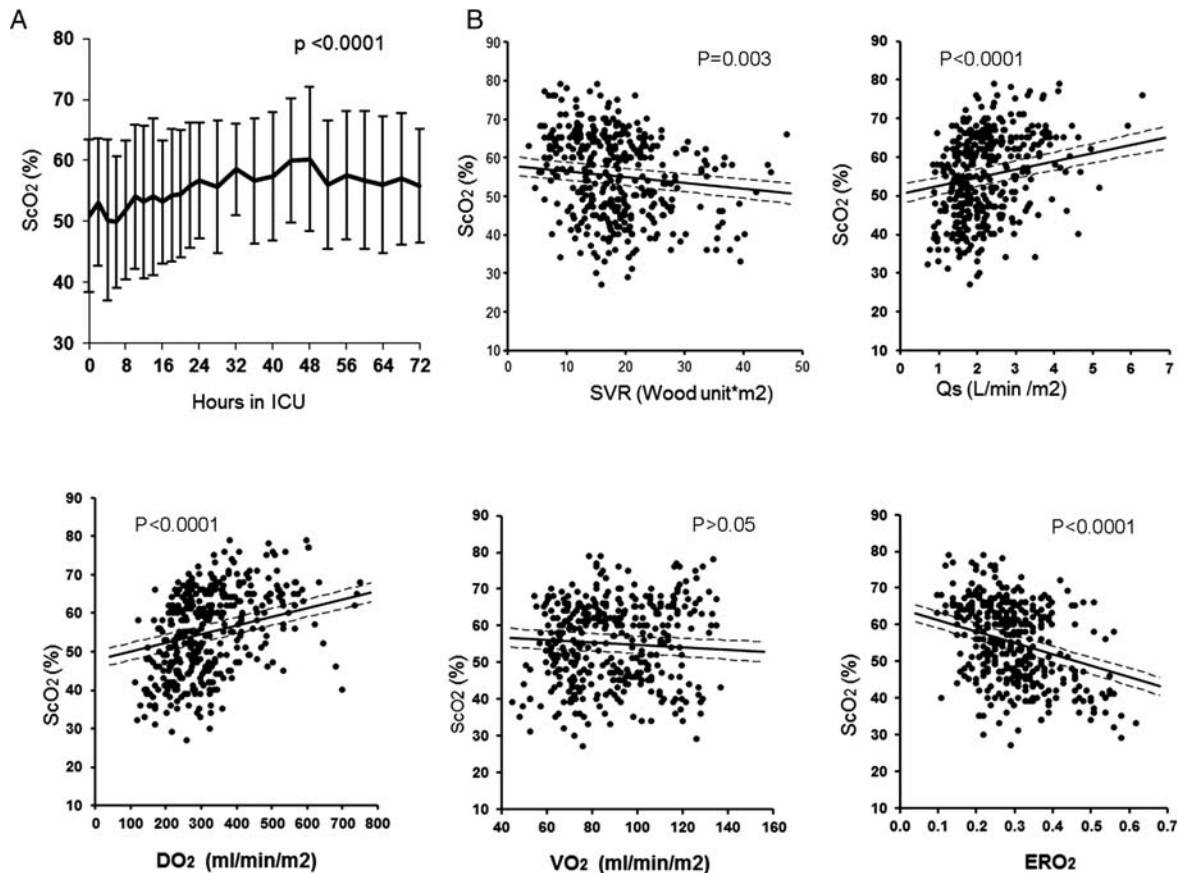 A
p <0.0001
80
70
60
50
40
30
ScO2 (%)
0 8 16 24 32 40 48 56 64 72
Hours in ICU
B
P=0.003
90
80
70
60
50
40
30
20
10
ScO2 (%)
0 10 20 30 40 50
SVR (Wood unit*m2)
P<0.0001
90
80
70
60
50
40
30
20
10
ScO2 (%)
0 1 2 3 4 5 6 7
Qs (L/min /m2)
P<0.0001
90
80
70
60
50
40
30
20
10
ScO2 (%)
0 100 200 300 400 500 600 700 800
DO2 (ml/min/m2)
P>0.05
90
80
70
60
50
40
30
20
10
ScO2 (%)
40 60 80 100 120 140 160
VO2 (ml/min/m2)
P<0.0001
90
80
70
60
50
40
30
20
10
ScO2 (%)
0.0 0.1 0.2 0.3 0.4 0.5 0.6 0.7
ERO2